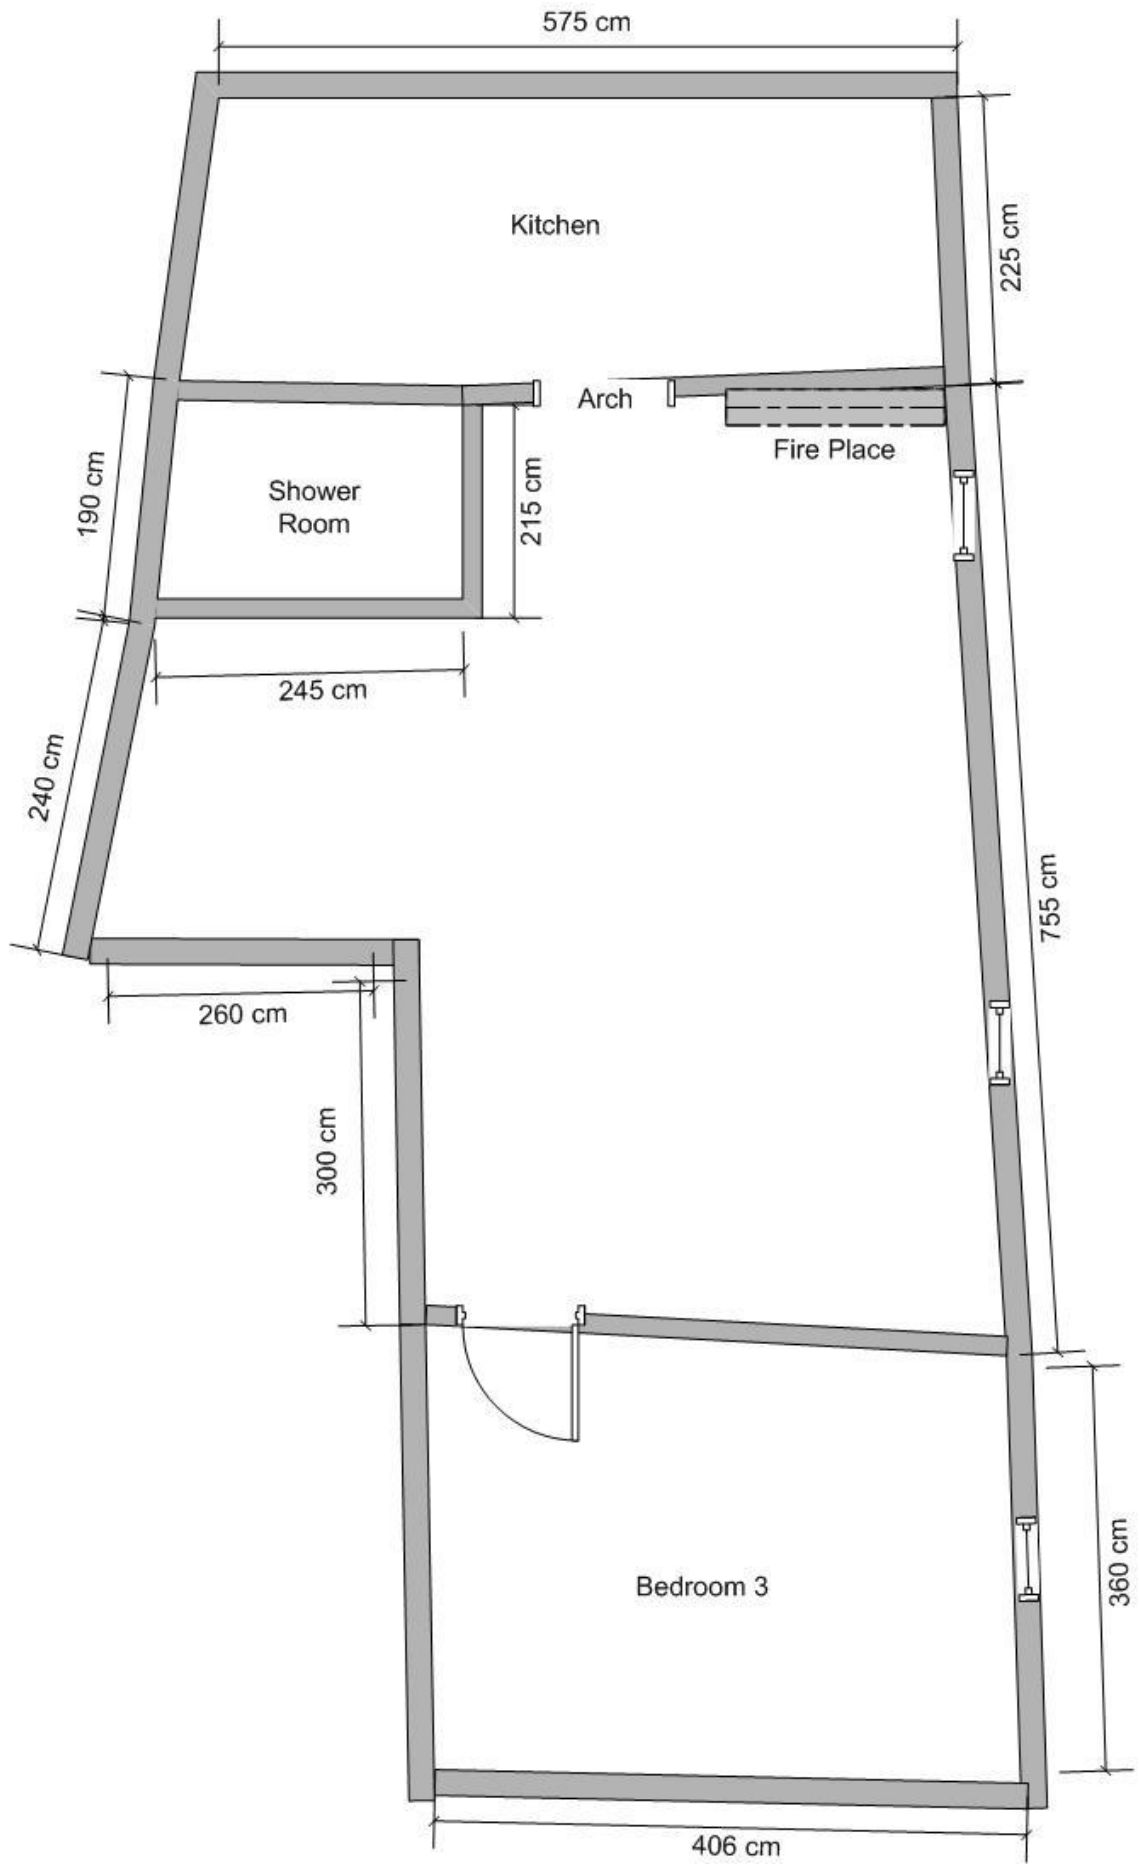 575 cm
Kitchen
225 cm
Arch
Fire Place
190 cm
Shower
Room
215 cm
245 cm
240 cm
755 cm
260 cm
300 cm
Bedroom 3
360 cm
406 cm